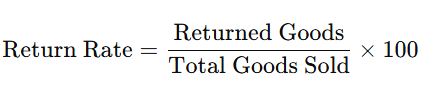 Return Rate = Returned Goods / Total Goods Sold × 100